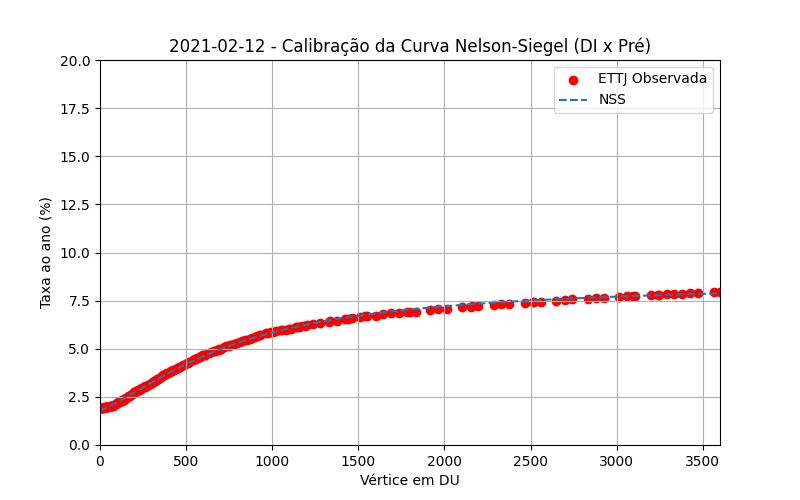 2021-02-12 - Calibração da Curva Nelson-Siegel (DI x Pré)
20.0
17.5
15.0
12.5
10.0
7.5
5.0
2.5
0.0
Taxa ao ano (%)
ETTJ Observada
NSS
0 500 1000 1500 2000 2500 3000 3500
Vértice em DU